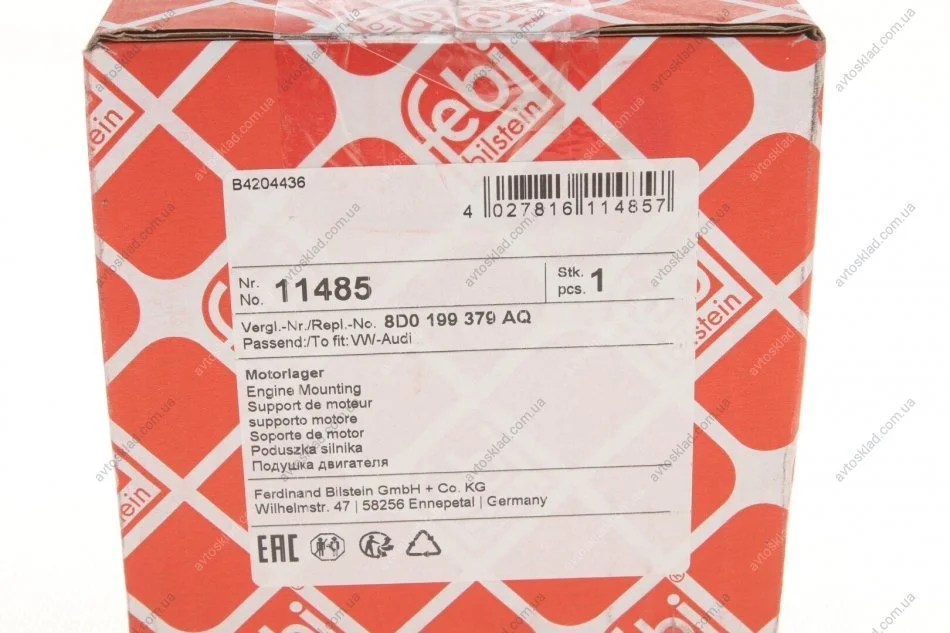 febi
bilstein
B4204436
4 027816 114857
Nr.
No. 11485
Stk.
pcs. 1
Vergl.-Nr./Repl.-No. 8D0 199 379 AQ
Passend:/To fit: VW-Audi
Motorlager
Engine Mounting
Support de moteur
supporto motore
Soporte de motor
Poduszka silnika
Подушка двигателя
Ferdinand Bilstein GmbH + Co. KG
Wilhelmstr. 47 | 58256 Ennepetal | Germany
EAC
avtosklad.com.ua